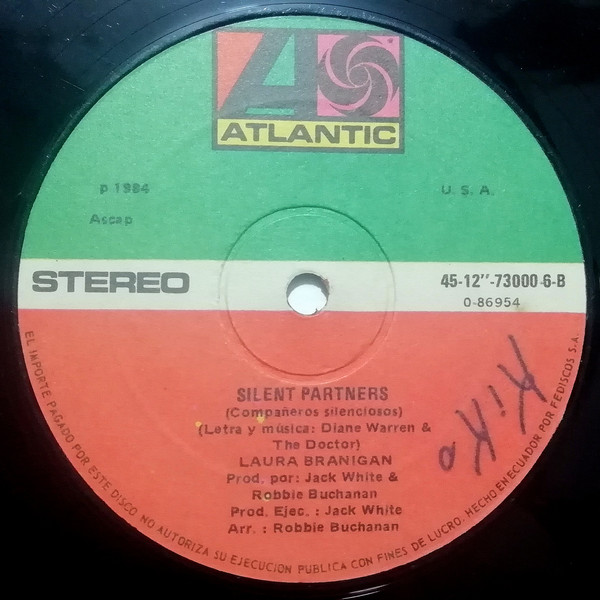 ATLANTIC
p 1984
U. S. A.
Ascap
STEREO
45-12"-73000-6-B
0-86954
SILENT PARTNERS
(Compañeros silenciosos)
(Letra y música: Diane Warren &
The Doctor)
LAURA BRANIGAN
Prod. por: Jack White &
Robbie Buchanan
Prod. Ejec. : Jack White
Arr. : Robbie Buchanan
Kiko
EL IMPORTE PAGADO POR ESTE DISCO NO AUTORIZA SU EJECUCION PUBLICA CON FINES DE LUCRO. HECHO EN ECUADOR POR FEDISCOS S.A.